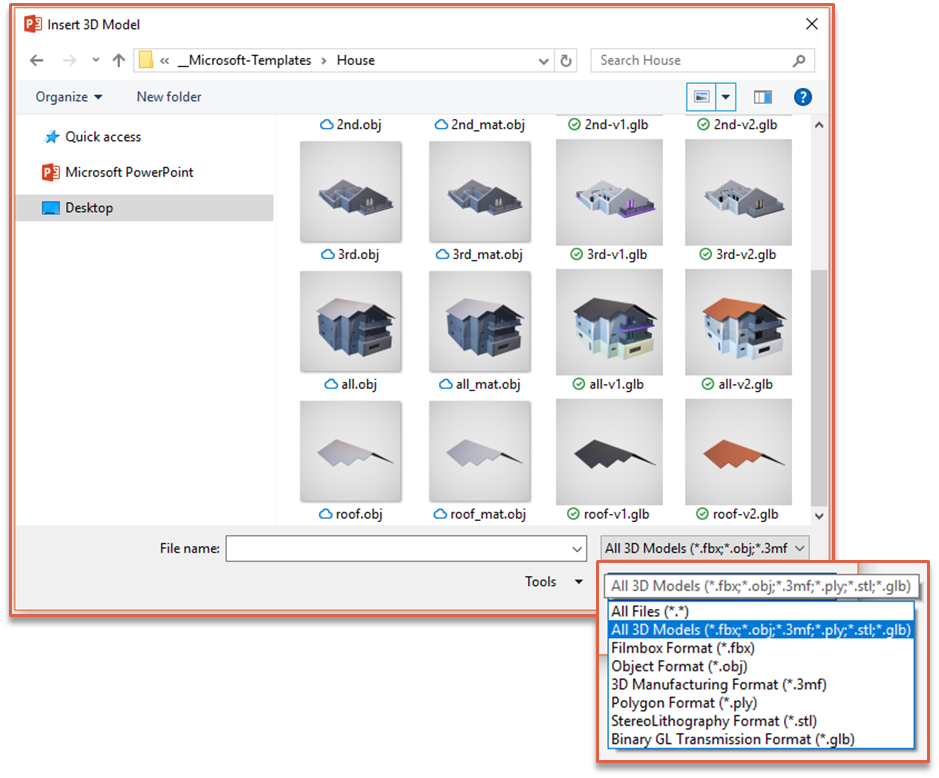 Insert 3D Model
« __Microsoft-Templates > House
Search House
Organize
New folder
Quick access
Microsoft PowerPoint
Desktop
2nd.obj 2nd_mat.obj 2nd-v1.glb 2nd-v2.glb
3rd.obj 3rd_mat.obj 3rd-v1.glb 3rd-v2.glb
all.obj all_mat.obj all-v1.glb all-v2.glb
roof.obj roof_mat.obj roof-v1.glb roof-v2.glb
File name:
All 3D Models (*.fbx;*.obj;*.3mf
Tools
All 3D Models (*.fbx;*.obj;*.3mf;*.ply;*.stl;*.glb)
All Files (*.*)
All 3D Models (*.fbx;*.obj;*.3mf;*.ply;*.stl;*.glb)
Filmbox Format (*.fbx)
Object Format (*.obj)
3D Manufacturing Format (*.3mf)
Polygon Format (*.ply)
StereoLithography Format (*.stl)
Binary GL Transmission Format (*.glb)